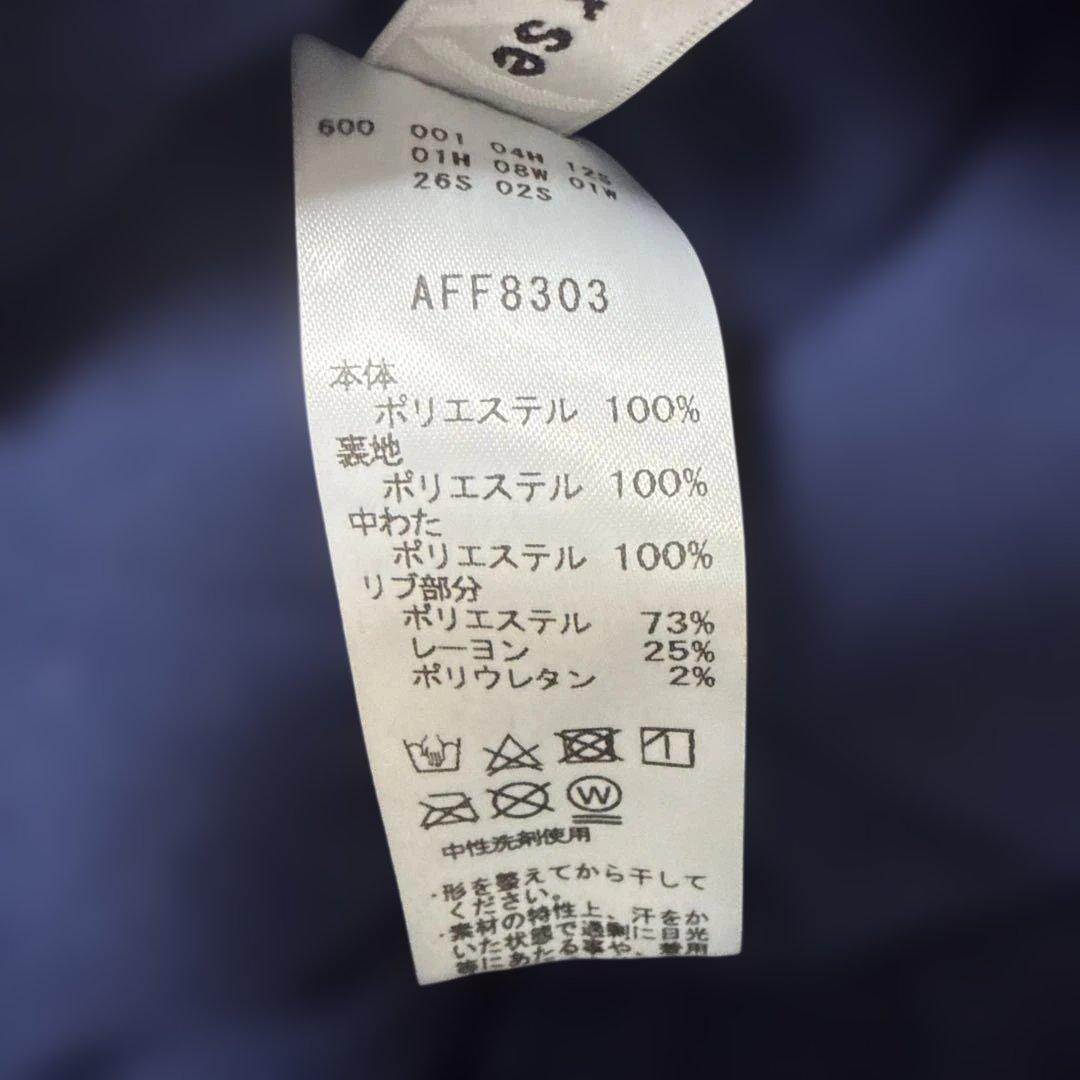 se
600 001 04H 12S
01H 08W 01W
26S 02S
AFF8303
本体
ポリエステル 100%
裏地
ポリエステル 100%
中わた
ポリエステル 100%
リブ部分
ポリエステル 73%
レーヨン 25%
ポリウレタン 2%
W
中性洗剤使用
・形を整えてから干して
ください。
・素材の特性上、汗をか
いた状態で過剰に日光
等にあたる事や、着用